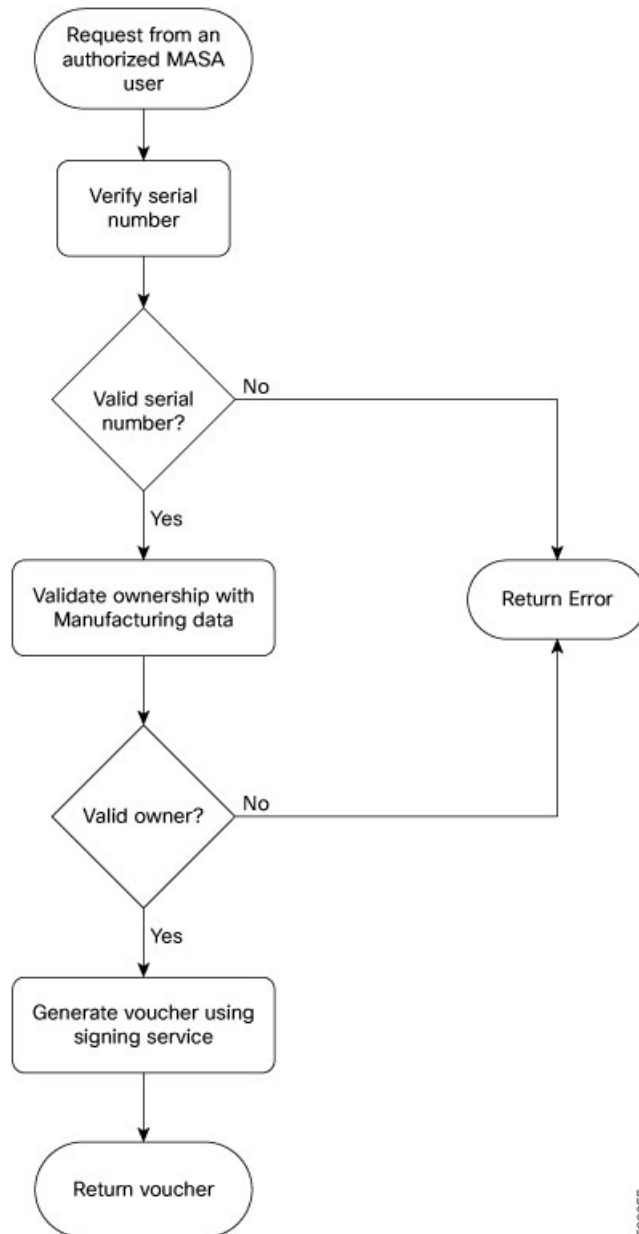 Request from an
authorized MASA
user
Verify serial
number
Valid serial
number?
No
Yes
Validate ownership with
Manufacturing data
Return Error
Valid owner?
No
Yes
Generate voucher using
signing service
Return voucher